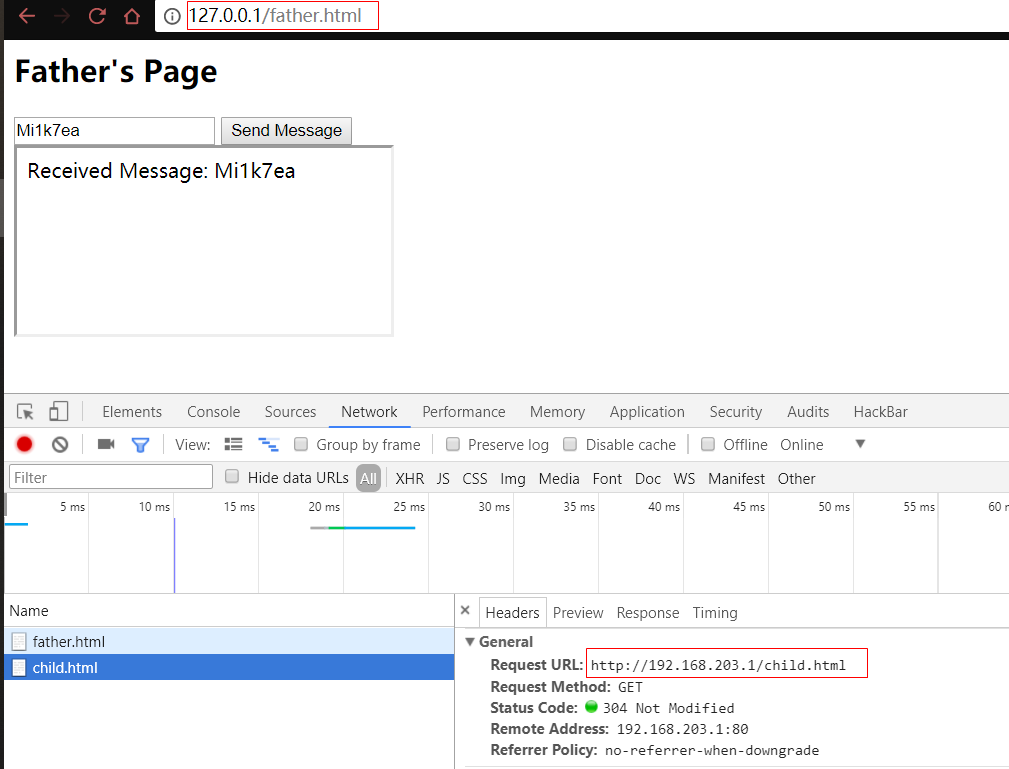 127.0.0.1/father.html
Father's Page
Mi1k7ea Send Message
Received Message: Mi1k7ea
Elements Console Sources Network Performance Memory Application Security Audits HackBar
View: Group by frame Preserve log Disable cache Offline Online
Filter Hide data URLs All XHR JS CSS Img Media Font Doc WS Manifest Other
5 ms 10 ms 15 ms 20 ms 25 ms 30 ms 35 ms 40 ms 45 ms 50 ms 55 ms 60 m
Name
× Headers Preview Response Timing
father.html
child.html
General
Request URL: http://192.168.203.1/child.html
Request Method: GET
Status Code: 304 Not Modified
Remote Address: 192.168.203.1:80
Referrer Policy: no-referrer-when-downgrade